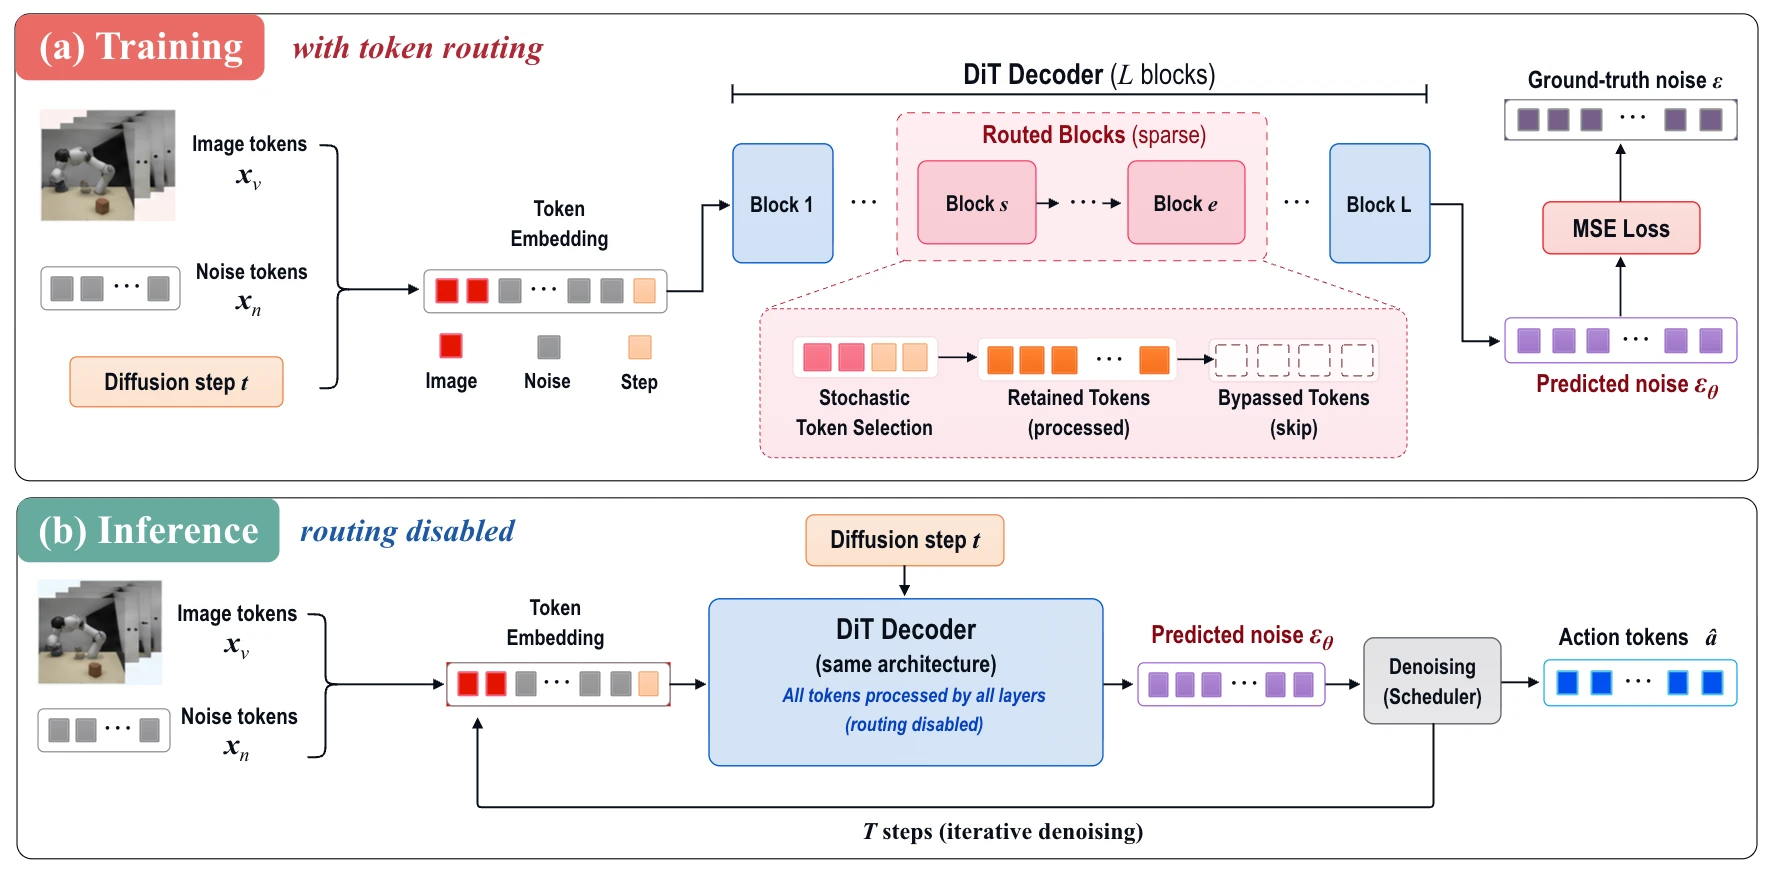 (a) Training
with token routing
Image tokens
x_v
Noise tokens
x_n
Diffusion step t
Token
Embedding
Image
Noise
Step
DiT Decoder (L blocks)
Block 1
...
Routed Blocks (sparse)
Block s
...
Block e
...
Block L
Stochastic
Token Selection
Retained Tokens
(processed)
Bypassed Tokens
(skip)
Ground-truth noise ε
MSE Loss
Predicted noise ε_θ
(b) Inference
routing disabled
Image tokens
x_v
Noise tokens
x_n
Token
Embedding
Diffusion step t
DiT Decoder
(same architecture)
All tokens processed by all layers
(routing disabled)
Predicted noise ε_θ
Denoising
(Scheduler)
Action tokens â
T steps (iterative denoising)